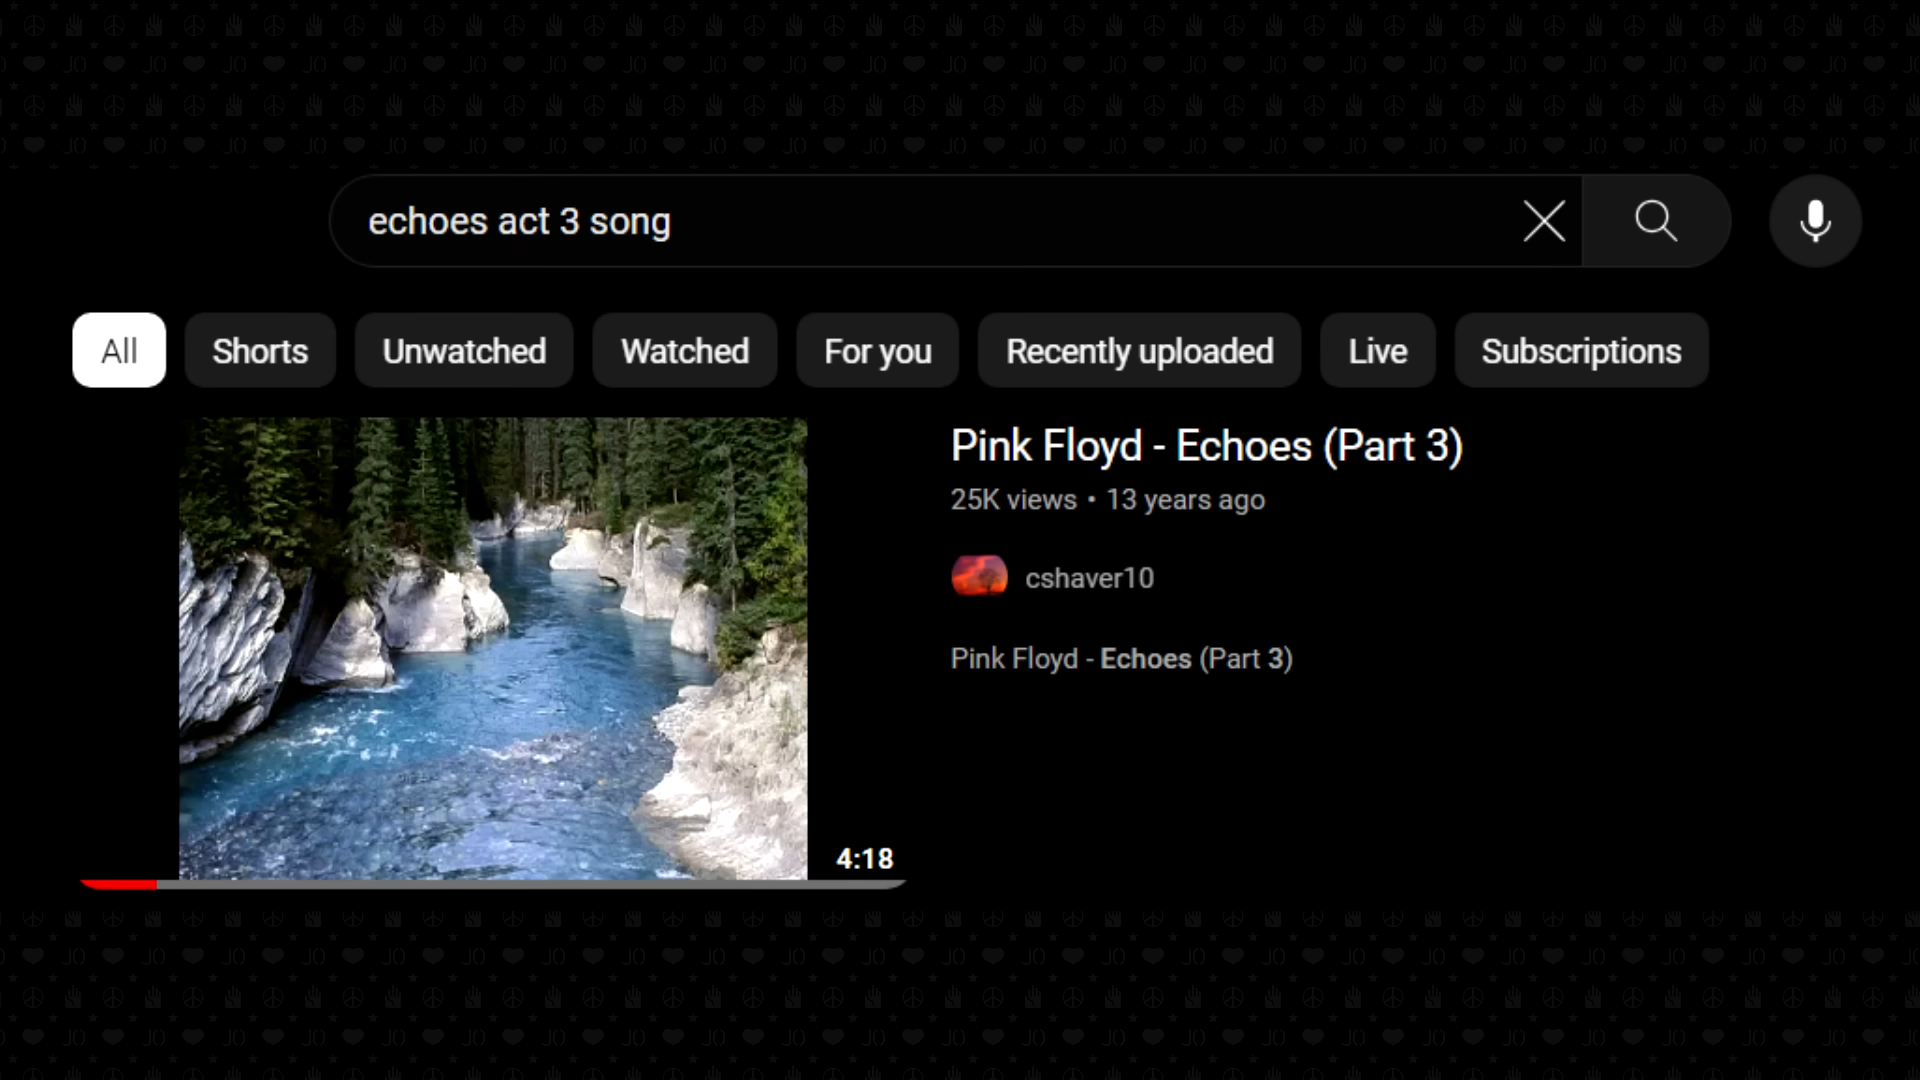 echoes act 3 song
All Shorts Unwatched Watched For you Recently uploaded Live Subscriptions
Pink Floyd - Echoes (Part 3)
25K views • 13 years ago
cshaver10
Pink Floyd - Echoes (Part 3)
4:18